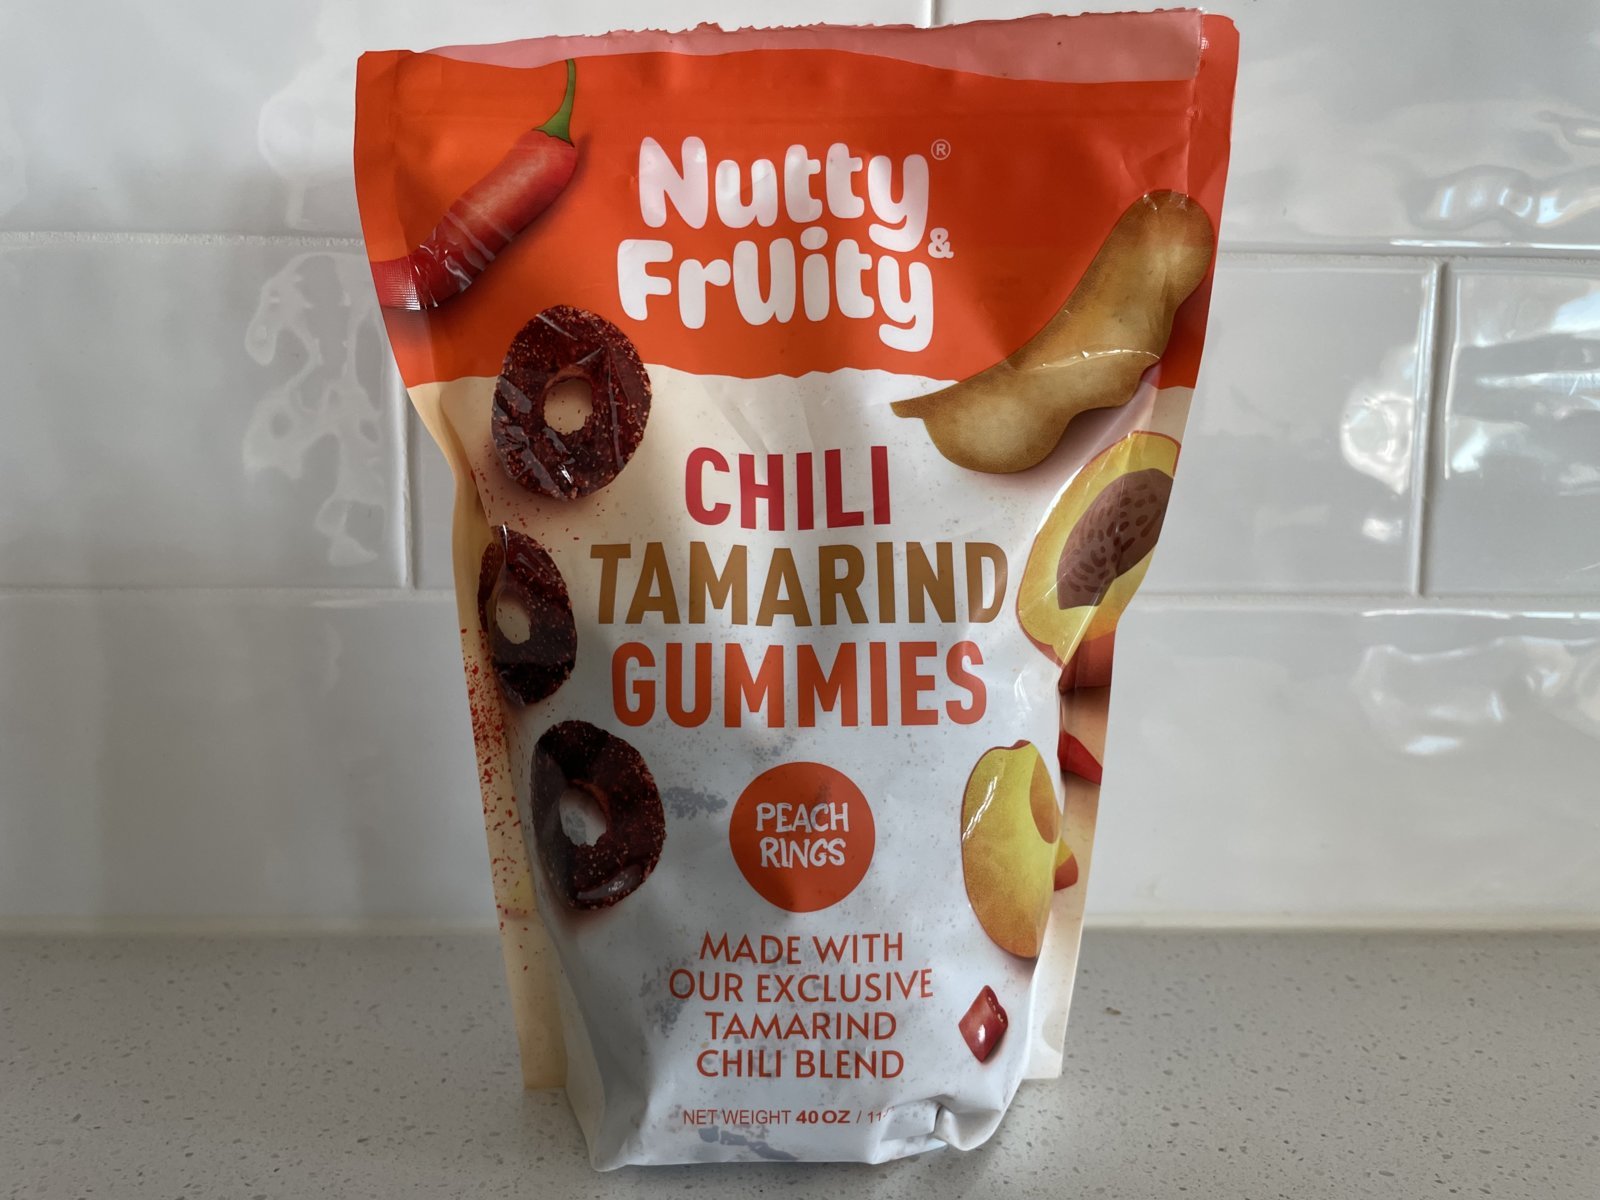 Nutty®
& Fruity
CHILI
TAMARIND
GUMMIES
PEACH
RINGS
MADE WITH
OUR EXCLUSIVE
TAMARIND
CHILI BLEND
NET WEIGHT 40 OZ /